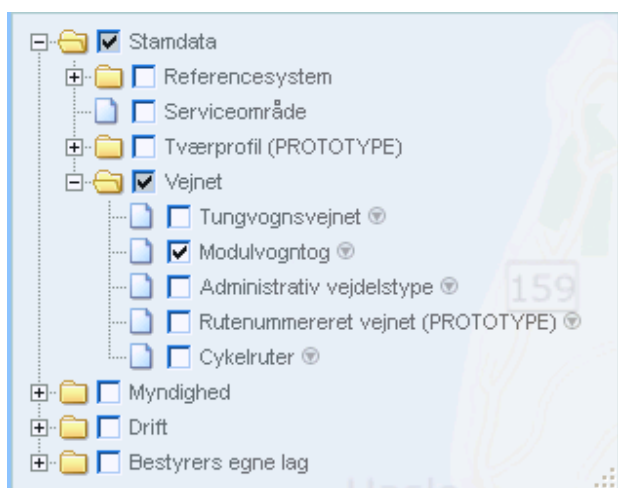 Stamdata
Referencesystem
Serviceområde
Tværprofil (PROTOTYPE)
Vejnet
Tungvognsvejnet
Modulvogntog
Administrativ vejdelstype
159
Rutenummereret vejnet (PROTOTYPE)
Cykelruter
Myndighed
Drift
Bestyrers egne lag